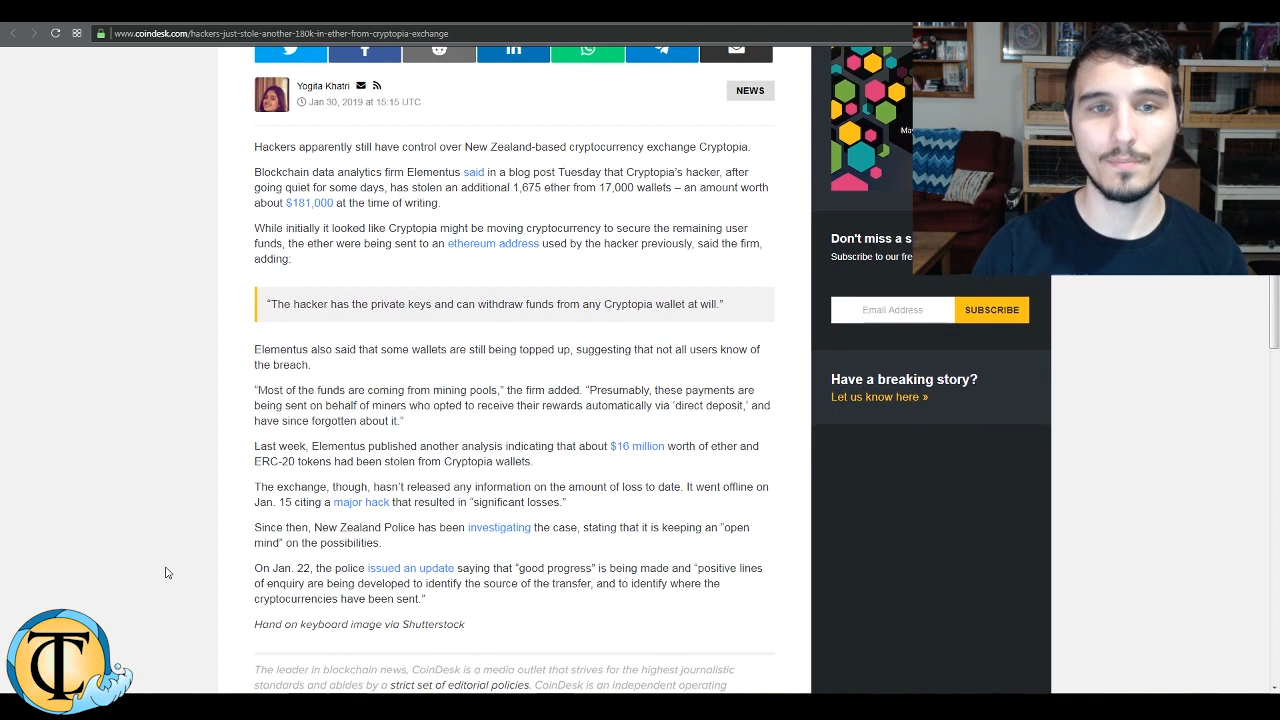 www.coindesk.com/hackers-just-stole-another-180k-in-ether-from-cryptopia-exchange
Yogita Khatri
Jan 30, 2019 at 15:15 UTC
NEWS
Hackers apparently still have control over New Zealand-based cryptocurrency exchange Cryptopia.
Blockchain data analytics firm Elementus said in a blog post Tuesday that Cryptopia's hacker, after
going quiet for some days, has stolen an additional 1,675 ether from 17,000 wallets – an amount worth
about $181,000 at the time of writing.
While initially it looked like Cryptopia might be moving cryptocurrency to secure the remaining user
funds, the ether were being sent to an ethereum address used by the hacker previously, said the firm,
adding:
“The hacker has the private keys and can withdraw funds from any Cryptopia wallet at will.”
Elementus also said that some wallets are still being topped up, suggesting that not all users know of
the breach.
“Most of the funds are coming from mining pools,” the firm added. “Presumably, these payments are
being sent on behalf of miners who opted to receive their rewards automatically via ‘direct deposit,’ and
have since forgotten about it.”
Last week, Elementus published another analysis indicating that about $16 million worth of ether and
ERC-20 tokens had been stolen from Cryptopia wallets.
The exchange, though, hasn’t released any information on the amount of loss to date. It went offline on
Jan. 15 citing a major hack that resulted in “significant losses.”
Since then, New Zealand Police has been investigating the case, stating that it is keeping an “open
mind” on the possibilities.
On Jan. 22, the police issued an update saying that “good progress” is being made and “positive lines
of enquiry are being developed to identify the source of the transfer, and to identify where the
cryptocurrencies have been sent.”
Hand on keyboard image via Shutterstock
The leader in blockchain news, CoinDesk is a media outlet that strives for the highest journalistic
standards and abides by a strict set of editorial policies. CoinDesk is an independent operating
Don't miss a s
Subscribe to our fre
Email Address
SUBSCRIBE
Have a breaking story?
Let us know here »
TC